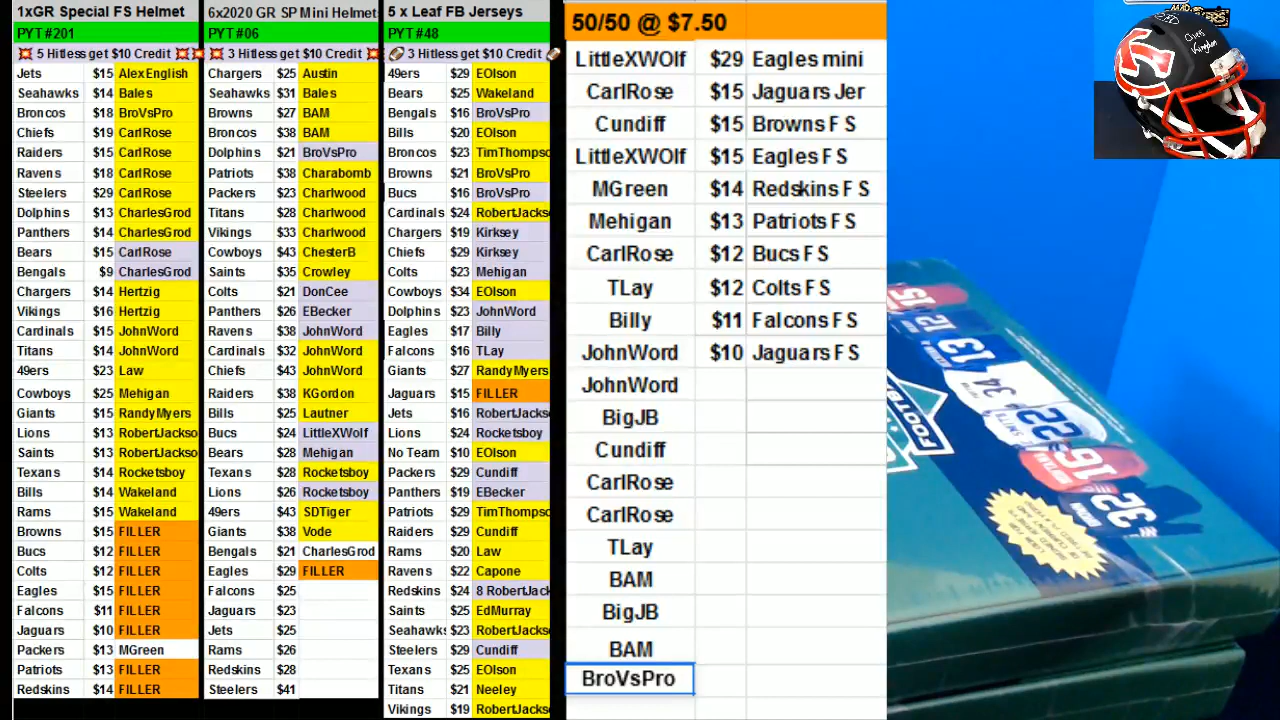 1xGR Special FS Helmet
PYT #201
5 Hitless get $10 Credit
Jets $15 AlexEnglish
Seahawks $14 Bales
Broncos $18 BroVsPro
Chiefs $19 CarlRose
Raiders $15 CarlRose
Ravens $18 CarlRose
Steelers $29 CarlRose
Dolphins $13 CharlesGrod
Panthers $14 CharlesGrod
Bears $15 CarlRose
Bengals $9 CharlesGrod
Chargers $14 Hertzig
Vikings $16 Hertzig
Cardinals $15 JohnWord
Titans $14 JohnWord
49ers $23 Law
Cowboys $25 Mehigan
Giants $15 RandyMyers
Lions $13 RobertJackso
Saints $13 RobertJackso
Texans $14 Rocketsboy
Bills $14 Wakeland
Rams $15 Wakeland
Browns $15 FILLER
Bucs $12 FILLER
Colts $12 FILLER
Eagles $15 FILLER
Falcons $11 FILLER
Jaguars $10 FILLER
Packers $13 MGreen
Patriots $13 FILLER
Redskins $14 FILLER
6x2020 GR SP Mini Helmet
PYT #06
3 Hitless get $10 Credit
Chargers $25 Austin
Seahawks $31 Bales
Browns $27 BAM
Broncos $38 BAM
Dolphins $21 BroVsPro
Patriots $38 Charabomb
Packers $23 Charlwood
Titans $28 Charlwood
Vikings $33 Charlwood
Cowboys $43 ChesterB
Saints $35 Crowley
Colts $21 DonCee
Panthers $26 EBecker
Ravens $38 JohnWord
Cardinals $32 JohnWord
Chiefs $43 JohnWord
Raiders $38 KGordon
Bills $25 Lautner
Bucs $24 LittleXWolf
Bears $28 Mehigan
Texans $28 Rocketsboy
Lions $26 Rocketsboy
49ers $43 SDTiger
Giants $38 Vode
Bengals $21 CharlesGrod
Eagles $29 FILLER
Falcons $25
Jaguars $23
Jets $25
Rams $26
Redskins $28
Steelers $41
5 x Leaf FB Jerseys
PYT #48
3 Hitless get $10 Credit
49ers $29 EOlson
Bears $25 Wakeland
Bengals $16 BroVsPro
Bills $20 EOlson
Broncos $23 TimThompso
Browns $21 BroVsPro
Bucs $16 BroVsPro
Cardinals $24 RobertJackso
Chargers $19 Kirksey
Chiefs $29 Kirksey
Colts $23 Mehigan
Cowboys $34 EOlson
Dolphins $23 JohnWord
Eagles $17 Billy
Falcons $16 TLay
Giants $27 RandyMyers
Jaguars $15 FILLER
Jets $16 RobertJacks
Lions $24 Rocketsboy
No Team $10 EOlson
Packers $29 Cundiff
Panthers $19 EBecker
Patriots $29 TimThompso
Raiders $29 Cundiff
Rams $20 Law
Ravens $22 Capone
Redskins $24 8 RobertJack
Saints $25 EdMurray
Seahawks $23 RobertJacks
Steelers $29 Cundiff
Texans $25 EOlson
Titans $21 Neeley
Vikings $19 RobertJacks
50/50 @ $7.50
LittleXWOlf $29 Eagles mini
CarlRose $15 Jaguars Jer
Cundiff $15 Browns F S
LittleXWOlf $15 Eagles F S
MGreen $14 Redskins F S
Mehigan $13 Patriots F S
CarlRose $12 Bucs F S
TLay $12 Colts F S
Billy $11 Falcons F S
JohnWord $10 Jaguars F S
JohnWord
BigJB
Cundiff
CarlRose
CarlRose
TLay
BAM
BigJB
BAM
BroVsPro
15
12
13
34
22
16
32